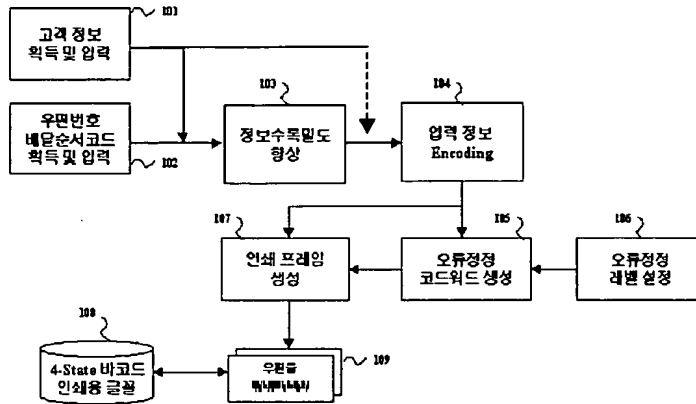 101
고객 정보
획득 및 입력
우편번호
배달순서코드
획득 및 입력
102
103
정보수록밀도
향상
104
입력 정보
Encoding
107
인쇄 프레임
생성
105
오류정정
코드워드 생성
106
오류정정
레벨 설정
108
4-State 바코드
인쇄용 글꼴
109
우편물